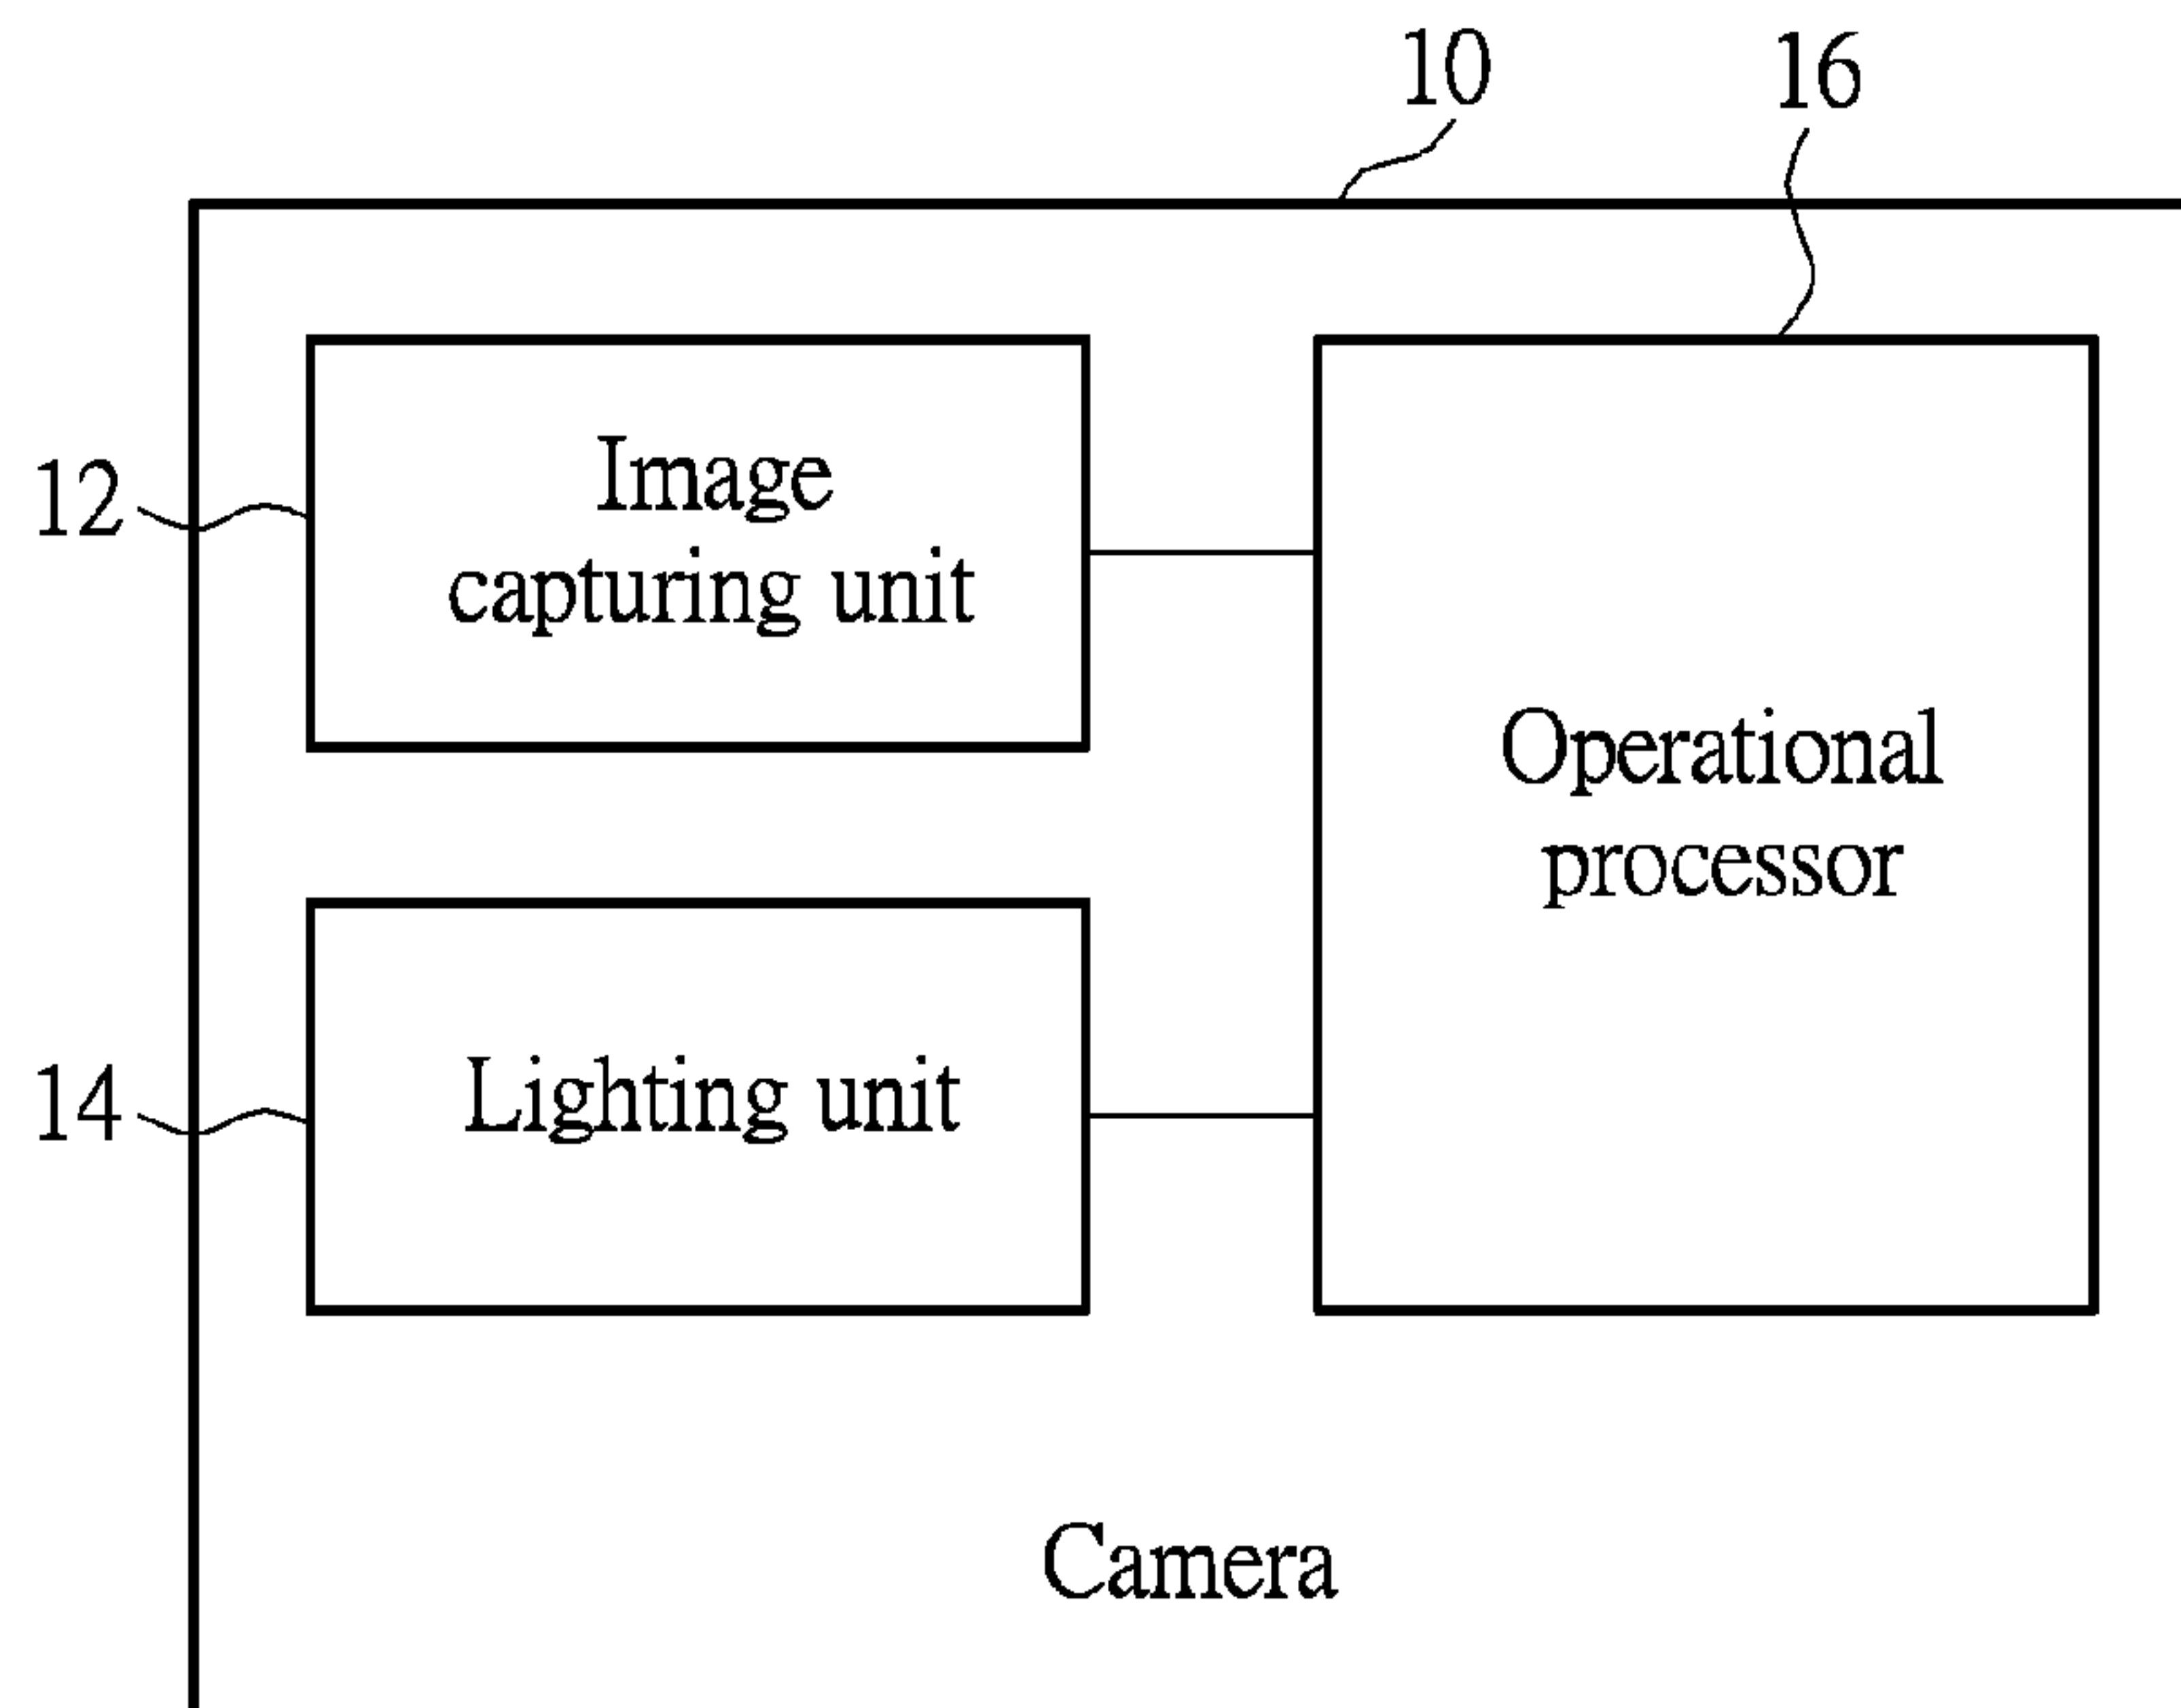 10
16
12
Image
capturing unit
Operational
processor
14
Lighting unit
Camera